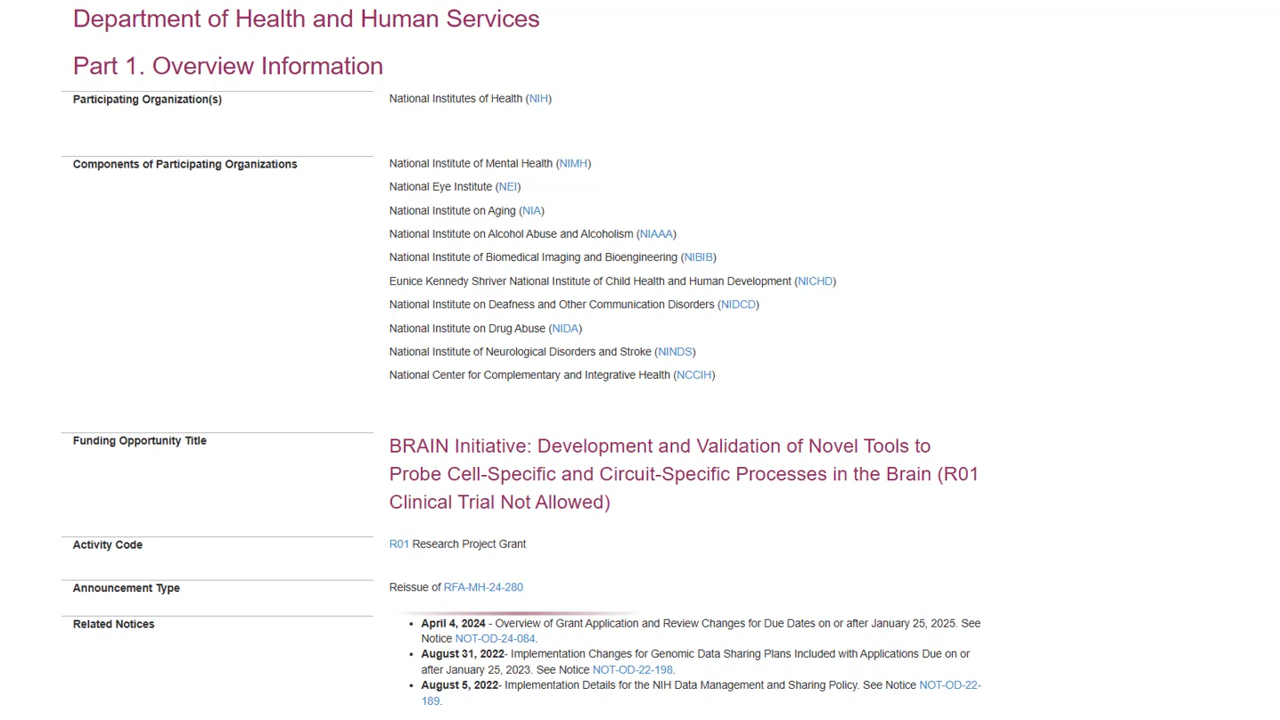 Department of Health and Human Services
Part 1. Overview Information
Participating Organization(s)
National Institutes of Health (NIH)
Components of Participating Organizations
National Institute of Mental Health (NIMH)
National Eye Institute (NEI)
National Institute on Aging (NIA)
National Institute on Alcohol Abuse and Alcoholism (NIAAA)
National Institute of Biomedical Imaging and Bioengineering (NIBIB)
Eunice Kennedy Shriver National Institute of Child Health and Human Development (NICHD)
National Institute on Deafness and Other Communication Disorders (NIDCD)
National Institute on Drug Abuse (NIDA)
National Institute of Neurological Disorders and Stroke (NINDS)
National Center for Complementary and Integrative Health (NCCIH)
Funding Opportunity Title
BRAIN Initiative: Development and Validation of Novel Tools to
Probe Cell-Specific and Circuit-Specific Processes in the Brain (R01
Clinical Trial Not Allowed)
Activity Code
R01 Research Project Grant
Announcement Type
Reissue of RFA-MH-24-280
Related Notices
• April 4, 2024 - Overview of Grant Application and Review Changes for Due Dates on or after January 25, 2025. See
Notice NOT-OD-24-084.
• August 31, 2022- Implementation Changes for Genomic Data Sharing Plans Included with Applications Due on or
after January 25, 2023. See Notice NOT-OD-22-198.
• August 5, 2022- Implementation Details for the NIH Data Management and Sharing Policy. See Notice NOT-OD-22-
189.